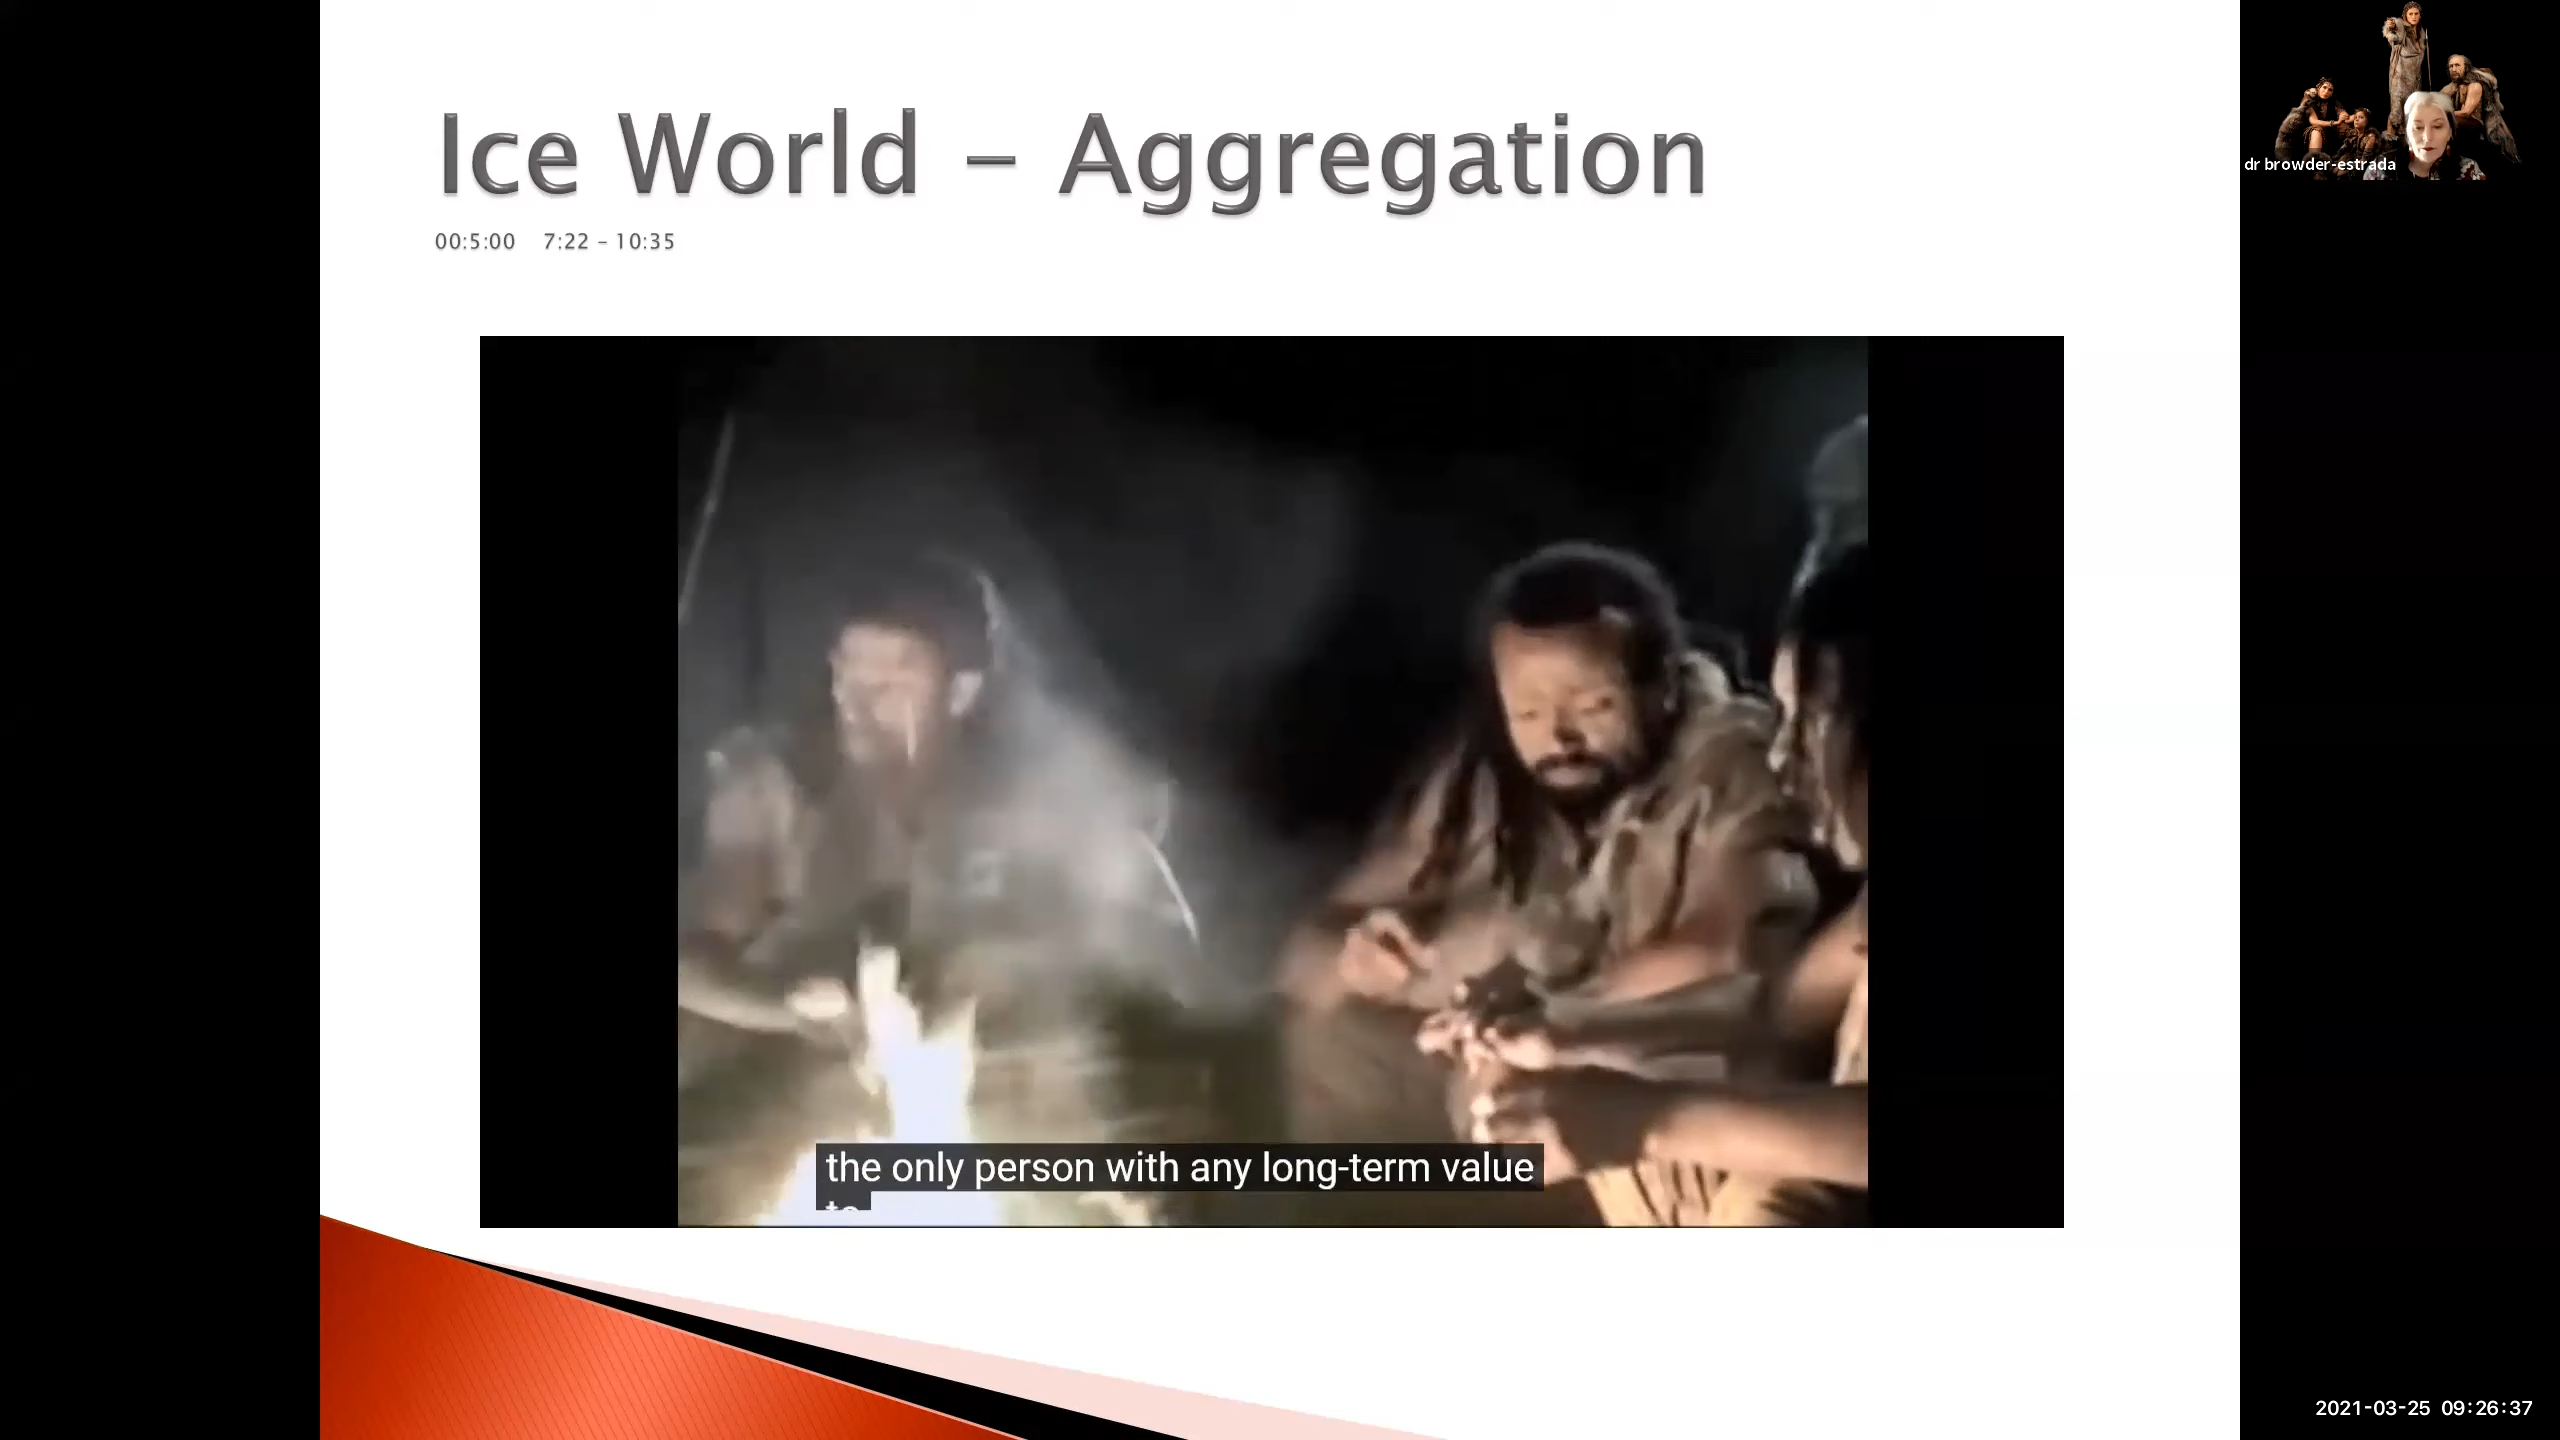 Ice World – Aggregation
00:5:00 7:22 – 10:35
dr browder-estrada
the only person with any long-term value
to
2021-03-25 09:26:37